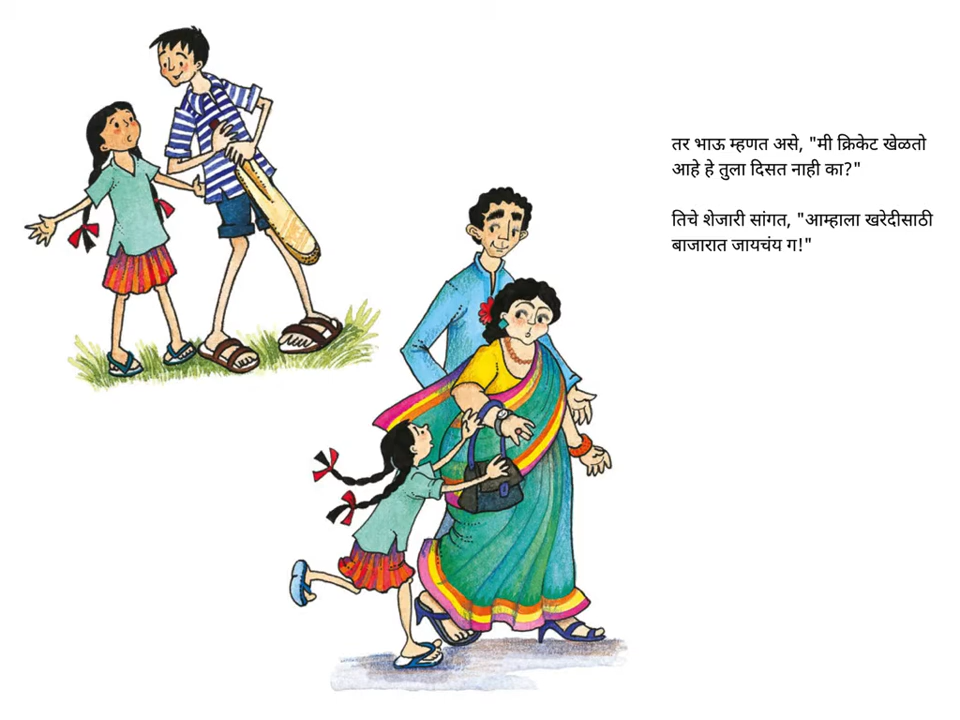 तर भाऊ म्हणत असे, "मी क्रिकेट खेळतो
आहे हे तुला दिसत नाही का?"
तिचे शेजारी सांगत, "आम्हाला खरेदीसाठी
बाजारात जायचंय ग!"